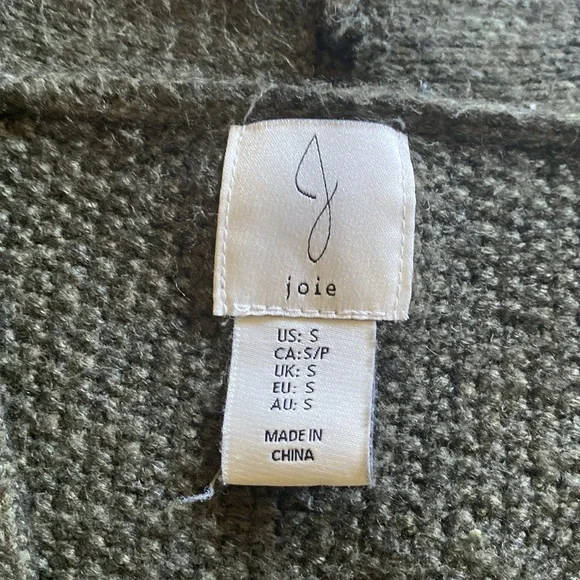 joie
US: S
CA: S/P
UK: S
EU: S
AU: S
MADE IN
CHINA